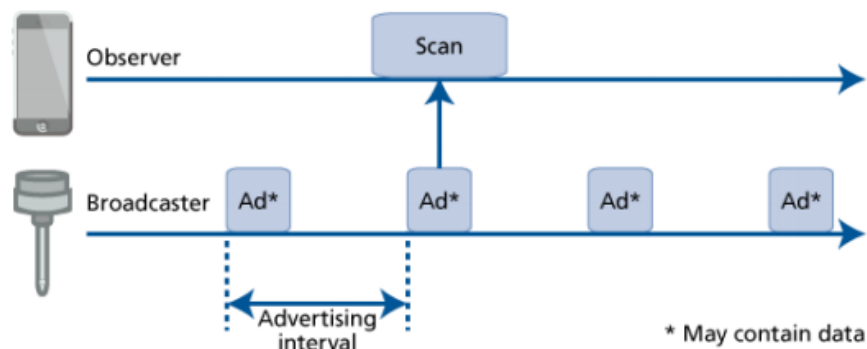 Scan
Observer
Broadcaster
Ad*
Ad*
Ad*
Ad*
Advertising
interval
* May contain data